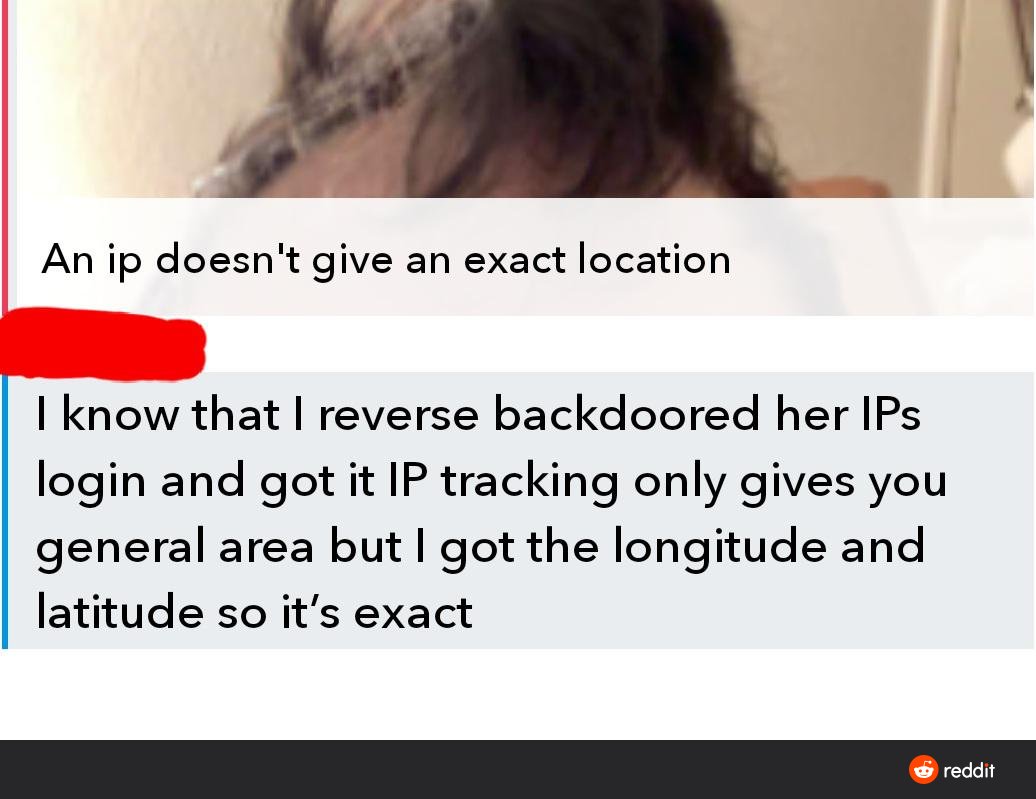 An ip doesn't give an exact location
I know that I reverse backdoored her IPs
login and got it IP tracking only gives you
general area but I got the longitude and
latitude so it’s exact
reddit